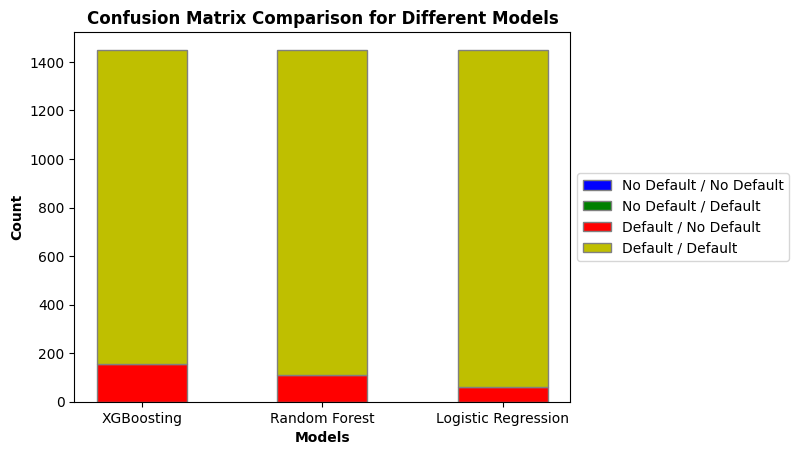 Confusion Matrix Comparison for Different Models
1400
1200
1000
800
600
400
200
0
Count
XGBoosting
Random Forest
Logistic Regression
Models
No Default / No Default
No Default / Default
Default / No Default
Default / Default